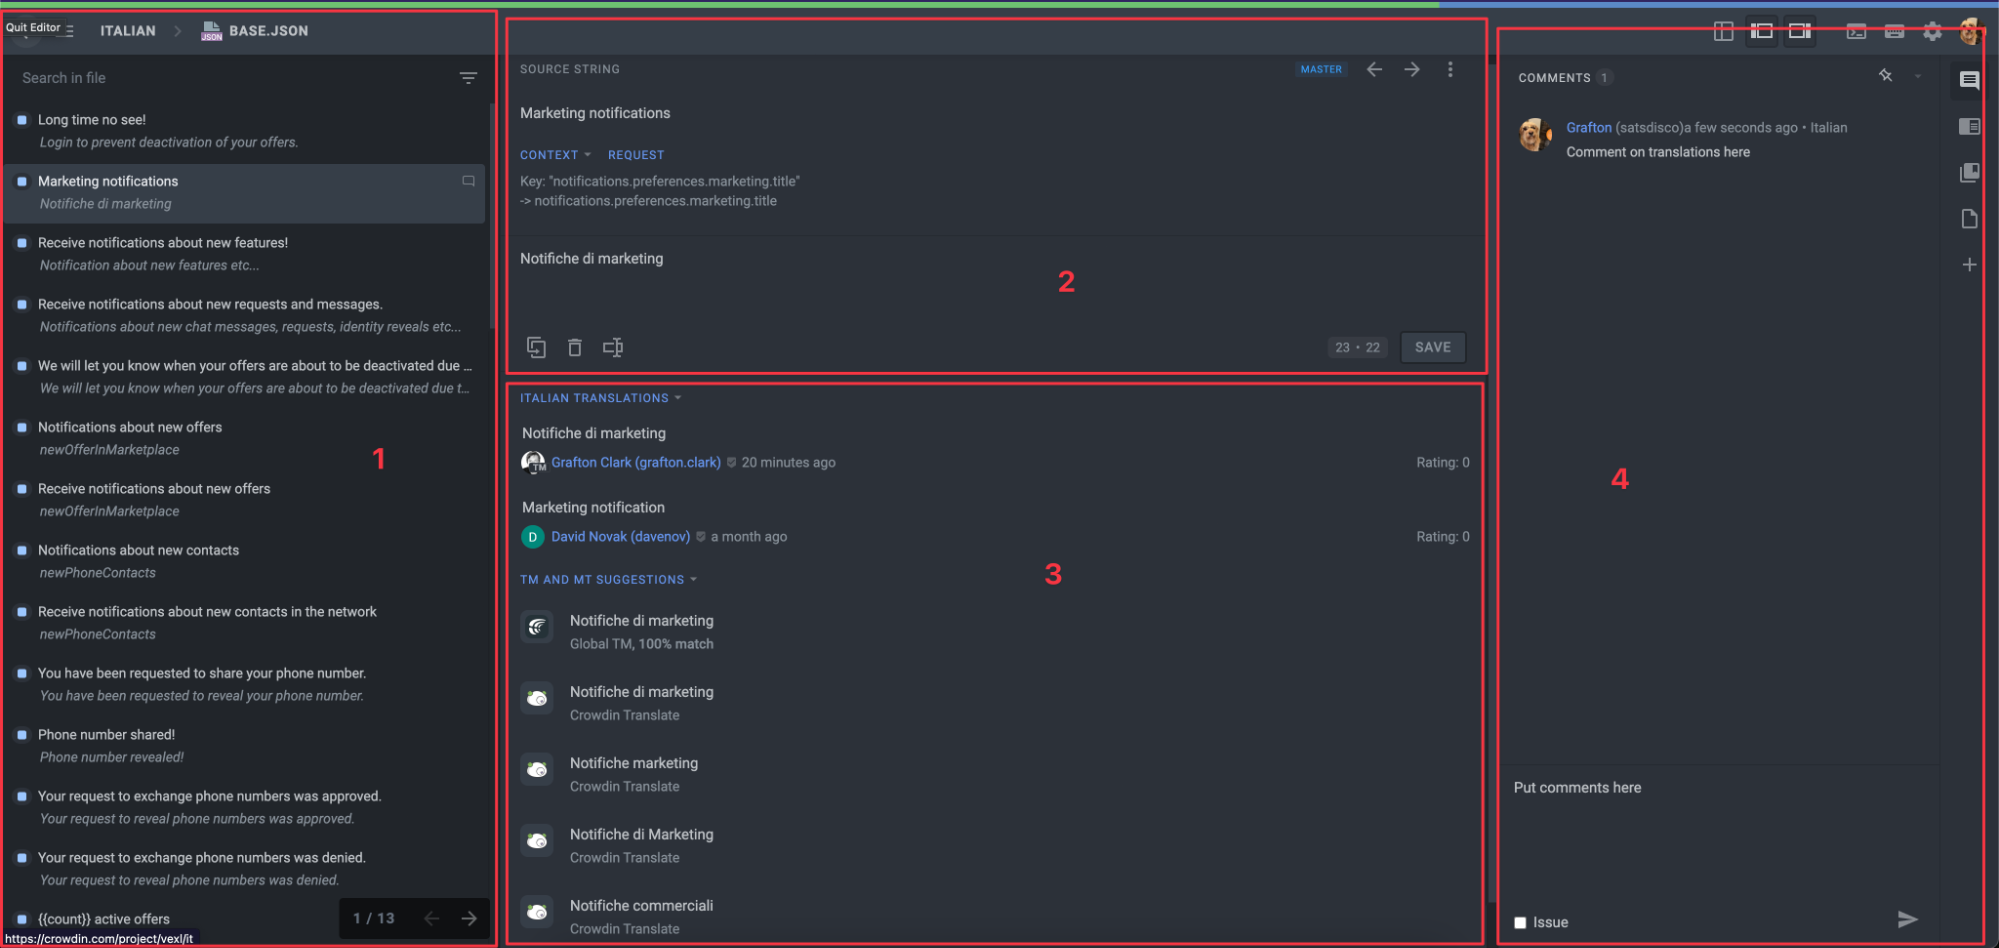 Quit Editor
ITALIAN
JSON
BASE.JSON
Search in file
Long time no see!
Login to prevent deactivation of your offers.
Marketing notifications
Notifiche di marketing
Receive notifications about new features!
Notification about new features etc...
Receive notifications about new requests and messages.
Notifications about new chat messages, requests, identity reveals etc...
We will let you know when your offers are about to be deactivated due ...
We will let you know when your offers are about to be deactivated due t...
Notifications about new offers
newOfferInMarketplace
Receive notifications about new offers
newOfferInMarketplace
Notifications about new contacts
newPhoneContacts
Receive notifications about new contacts in the network
newPhoneContacts
You have been requested to share your phone number.
You have been requested to reveal your phone number.
Phone number shared!
Phone number revealed!
Your request to exchange phone numbers was approved.
Your request to reveal phone numbers was approved.
Your request to exchange phone numbers was denied.
Your request to reveal phone numbers was denied.
{{count}} active offers
1 / 13
https://crowdin.com/project/vexl/it
1
SOURCE STRING
MASTER
Marketing notifications
CONTEXT
REQUEST
Key: "notifications.preferences.marketing.title"
-> notifications.preferences.marketing.title
Notifiche di marketing
2
23 • 22
SAVE
ITALIAN TRANSLATIONS
Notifiche di marketing
TM
Grafton Clark (grafton.clark)
20 minutes ago
Rating: 0
Marketing notification
D
David Novak (davenov)
a month ago
Rating: 0
3
TM AND MT SUGGESTIONS
Notifiche di marketing
Global TM, 100% match
Notifiche di marketing
Crowdin Translate
Notifiche marketing
Crowdin Translate
Notifiche di Marketing
Crowdin Translate
Notifiche commerciali
Crowdin Translate
COMMENTS 1
Grafton (satsdisco)a few seconds ago • Italian
Comment on translations here
4
Put comments here
Issue